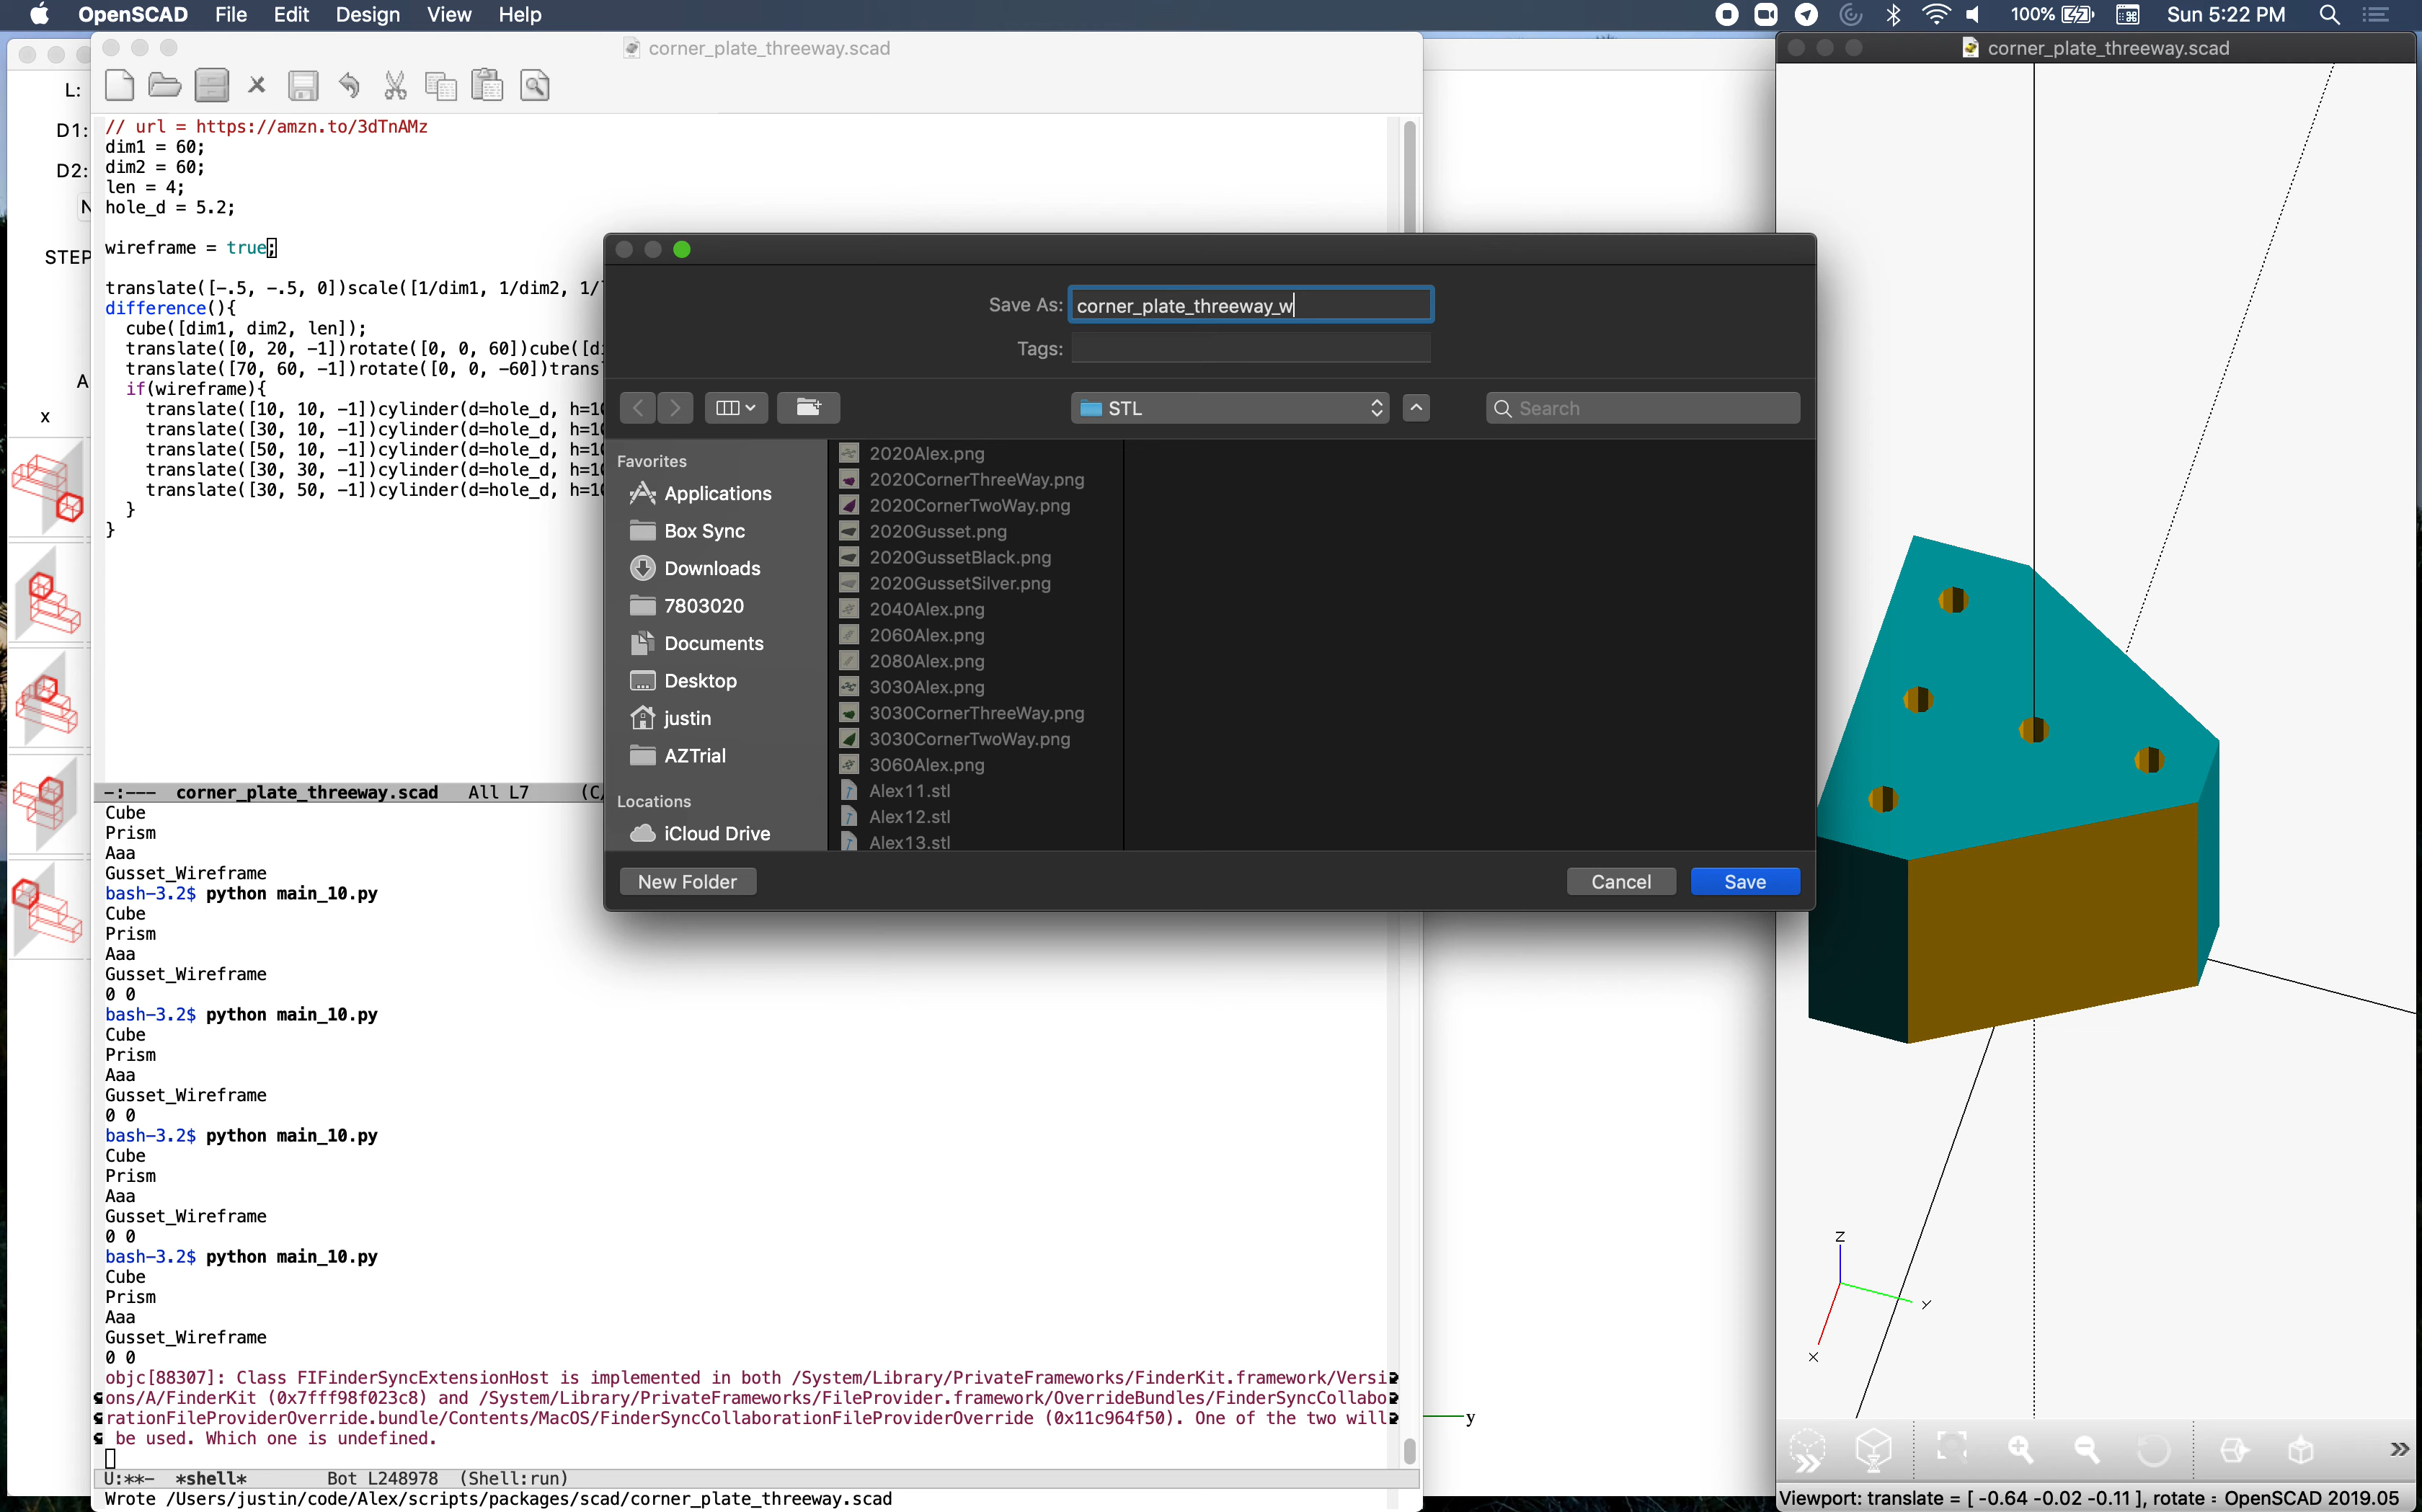 OpenSCAD File Edit Design View Help
100% Sun 5:22 PM
L:
D1:
D2:
N
STEP
A
x
corner_plate_threeway.scad
// url = https://amzn.to/3dTnAMz
dim1 = 60;
dim2 = 60;
len = 4;
hole_d = 5.2;
wireframe = true;
translate([-.5, -.5, 0])scale([1/dim1, 1/dim2, 1/
difference(){
cube([dim1, dim2, len]);
translate([0, 20, -1])rotate([0, 0, 60])cube([d
translate([70, 60, -1])rotate([0, 0, -60])trans
if(wireframe){
translate([10, 10, -1])cylinder(d=hole_d, h=10
translate([30, 10, -1])cylinder(d=hole_d, h=10
translate([50, 10, -1])cylinder(d=hole_d, h=10
translate([30, 30, -1])cylinder(d=hole_d, h=10
translate([30, 50, -1])cylinder(d=hole_d, h=10
}
}
-:--- corner_plate_threeway.scad All L7 (C/
Cube
Prism
Aaa
Gusset_Wireframe
bash-3.2$ python main_10.py
Cube
Prism
Aaa
Gusset_Wireframe
0 0
bash-3.2$ python main_10.py
Cube
Prism
Aaa
Gusset_Wireframe
0 0
bash-3.2$ python main_10.py
Cube
Prism
Aaa
Gusset_Wireframe
0 0
bash-3.2$ python main_10.py
Cube
Prism
Aaa
Gusset_Wireframe
0 0
objc[88307]: Class FIFinderSyncExtensionHost is implemented in both /System/Library/PrivateFrameworks/FinderKit.framework/Versi
ons/A/FinderKit (0x7fff98f023c8) and /System/Library/PrivateFrameworks/FileProvider.framework/OverrideBundles/FinderSyncCollabo
rationFileProviderOverride.bundle/Contents/MacOS/FinderSyncCollaborationFileProviderOverride (0x11c964f50). One of the two will
be used. Which one is undefined.
U:**- *shell* Bot L248978 (Shell:run)
Wrote /Users/justin/code/Alex/scripts/packages/scad/corner_plate_threeway.scad
Save As: corner_plate_threeway_w
Tags:
STL
Search
Favorites
Applications
Box Sync
Downloads
7803020
Documents
Desktop
justin
AZTrial
Locations
iCloud Drive
2020Alex.png
2020CornerThreeWay.png
2020CornerTwoWay.png
2020Gusset.png
2020GussetBlack.png
2020GussetSilver.png
2040Alex.png
2060Alex.png
2080Alex.png
3030Alex.png
3030CornerThreeWay.png
3030CornerTwoWay.png
3060Alex.png
Alex11.stl
Alex12.stl
Alex13.stl
New Folder
Cancel
Save
y
corner_plate_threeway.scad
Z
Y
X
Viewport: translate = [ -0.64 -0.02 -0.11 ], rotate : OpenSCAD 2019.05